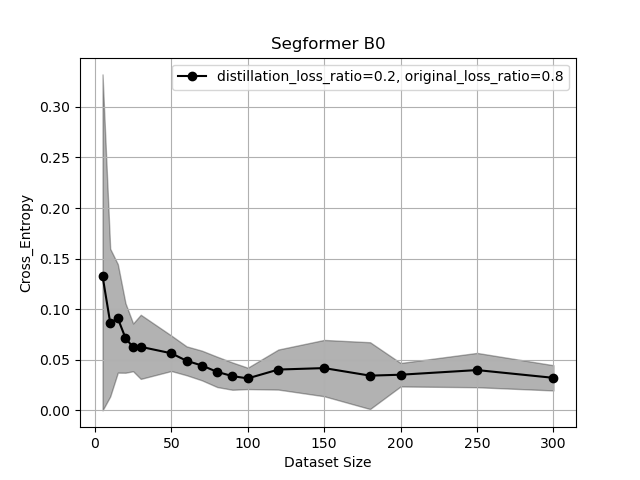 Segformer B0
distillation_loss_ratio=0.2, original_loss_ratio=0.8
0.30
0.25
0.20
0.15
0.10
0.05
0.00
Cross_Entropy
0 50 100 150 200 250 300
Dataset Size